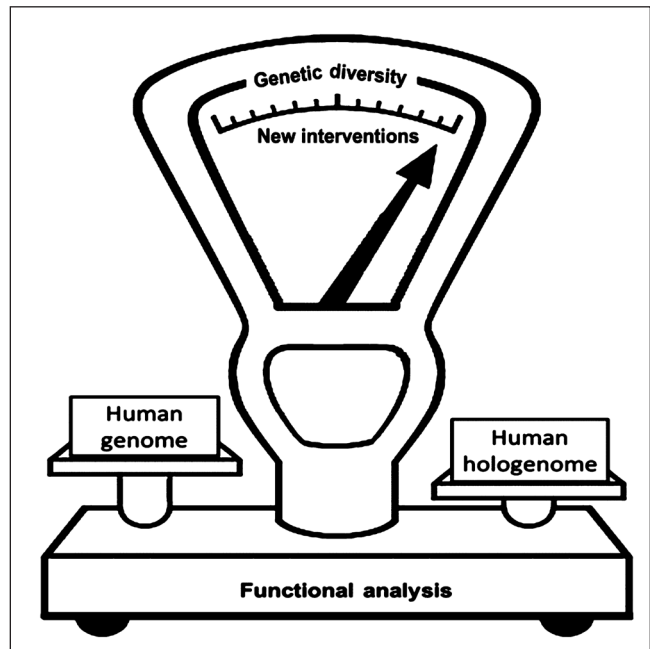 Genetic diversity
New interventions
Human
genome
Human
hologenome
Functional analysis